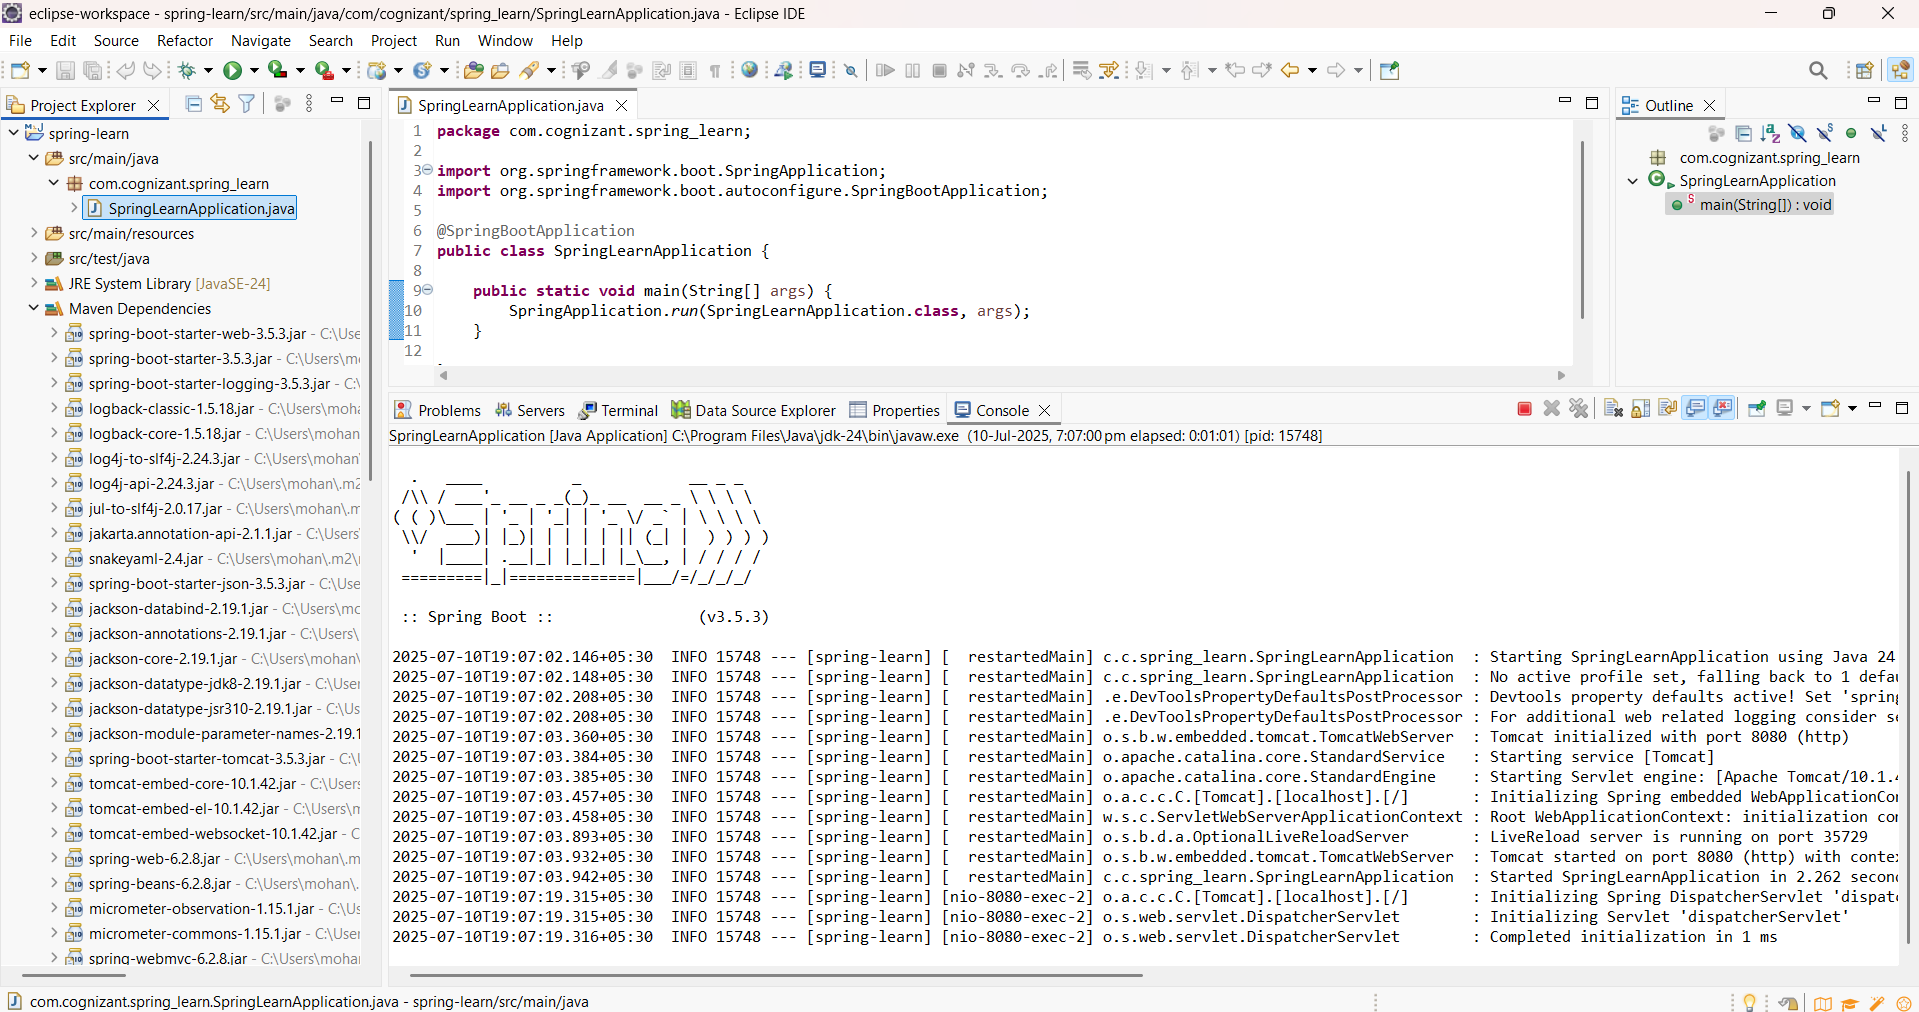 eclipse-workspace - spring-learn/src/main/java/com/cognizant/spring_learn/SpringLearnApplication.java - Eclipse IDE
File Edit Source Refactor Navigate Search Project Run Window Help
Project Explorer
spring-learn
src/main/java
com.cognizant.spring_learn
SpringLearnApplication.java
src/main/resources
src/test/java
JRE System Library [JavaSE-24]
Maven Dependencies
spring-boot-starter-web-3.5.3.jar - C:\Use
spring-boot-starter-3.5.3.jar - C:\Users\m
spring-boot-starter-logging-3.5.3.jar - C:\
logback-classic-1.5.18.jar - C:\Users\moha
logback-core-1.5.18.jar - C:\Users\mohan
log4j-to-slf4j-2.24.3.jar - C:\Users\mohan\
log4j-api-2.24.3.jar - C:\Users\mohan\.m2
jul-to-slf4j-2.0.17.jar - C:\Users\mohan\.m
jakarta.annotation-api-2.1.1.jar - C:\Users
snakeyaml-2.4.jar - C:\Users\mohan\.m2\
spring-boot-starter-json-3.5.3.jar - C:\Use
jackson-databind-2.19.1.jar - C:\Users\mo
jackson-annotations-2.19.1.jar - C:\Users\
jackson-core-2.19.1.jar - C:\Users\mohan\
jackson-datatype-jdk8-2.19.1.jar - C:\User
jackson-datatype-jsr310-2.19.1.jar - C:\Us
jackson-module-parameter-names-2.19.1
spring-boot-starter-tomcat-3.5.3.jar - C:\
tomcat-embed-core-10.1.42.jar - C:\Users
tomcat-embed-el-10.1.42.jar - C:\Users\m
tomcat-embed-websocket-10.1.42.jar - C
spring-web-6.2.8.jar - C:\Users\mohan\.m
spring-beans-6.2.8.jar - C:\Users\mohan\.
micrometer-observation-1.15.1.jar - C:\Us
micrometer-commons-1.15.1.jar - C:\User
spring-webmvc-6.2.8.jar - C:\Users\mohar
SpringLearnApplication.java
1 package com.cognizant.spring_learn;
2
3 import org.springframework.boot.SpringApplication;
4 import org.springframework.boot.autoconfigure.SpringBootApplication;
5
6 @SpringBootApplication
7 public class SpringLearnApplication {
8
9 public static void main(String[] args) {
10 SpringApplication.run(SpringLearnApplication.class, args);
11 }
12
Outline
com.cognizant.spring_learn
SpringLearnApplication
main(String[]) : void
Problems Servers Terminal Data Source Explorer Properties Console
SpringLearnApplication [Java Application] C:\Program Files\Java\jdk-24\bin\javaw.exe (10-Jul-2025, 7:07:00 pm elapsed: 0:01:01) [pid: 15748]
Spring
:: Spring Boot :: (v3.5.3)
2025-07-10T19:07:02.146+05:30 INFO 15748 --- [spring-learn] [ restartedMain] c.c.spring_learn.SpringLearnApplication : Starting SpringLearnApplication using Java 24
2025-07-10T19:07:02.148+05:30 INFO 15748 --- [spring-learn] [ restartedMain] c.c.spring_learn.SpringLearnApplication : No active profile set, falling back to 1 defau
2025-07-10T19:07:02.208+05:30 INFO 15748 --- [spring-learn] [ restartedMain] .e.DevToolsPropertyDefaultsPostProcessor : Devtools property defaults active! Set 'spring
2025-07-10T19:07:02.208+05:30 INFO 15748 --- [spring-learn] [ restartedMain] .e.DevToolsPropertyDefaultsPostProcessor : For additional web related logging consider se
2025-07-10T19:07:03.360+05:30 INFO 15748 --- [spring-learn] [ restartedMain] o.s.b.w.embedded.tomcat.TomcatWebServer : Tomcat initialized with port 8080 (http)
2025-07-10T19:07:03.384+05:30 INFO 15748 --- [spring-learn] [ restartedMain] o.apache.catalina.core.StandardService : Starting service [Tomcat]
2025-07-10T19:07:03.385+05:30 INFO 15748 --- [spring-learn] [ restartedMain] o.apache.catalina.core.StandardEngine : Starting Servlet engine: [Apache Tomcat/10.1.4
2025-07-10T19:07:03.457+05:30 INFO 15748 --- [spring-learn] [ restartedMain] o.a.c.c.C.[Tomcat].[localhost].[/] : Initializing Spring embedded WebApplicationCon
2025-07-10T19:07:03.458+05:30 INFO 15748 --- [spring-learn] [ restartedMain] w.s.c.ServletWebServerApplicationContext : Root WebApplicationContext: initialization com
2025-07-10T19:07:03.893+05:30 INFO 15748 --- [spring-learn] [ restartedMain] o.s.b.d.a.OptionalLiveReloadServer : LiveReload server is running on port 35729
2025-07-10T19:07:03.932+05:30 INFO 15748 --- [spring-learn] [ restartedMain] o.s.b.w.embedded.tomcat.TomcatWebServer : Tomcat started on port 8080 (http) with contex
2025-07-10T19:07:03.942+05:30 INFO 15748 --- [spring-learn] [ restartedMain] c.c.spring_learn.SpringLearnApplication : Started SpringLearnApplication in 2.262 secon
2025-07-10T19:07:19.315+05:30 INFO 15748 --- [spring-learn] [nio-8080-exec-2] o.a.c.c.C.[Tomcat].[localhost].[/] : Initializing Spring DispatcherServlet 'dispatc
2025-07-10T19:07:19.315+05:30 INFO 15748 --- [spring-learn] [nio-8080-exec-2] o.s.web.servlet.DispatcherServlet : Initializing Servlet 'dispatcherServlet'
2025-07-10T19:07:19.316+05:30 INFO 15748 --- [spring-learn] [nio-8080-exec-2] o.s.web.servlet.DispatcherServlet : Completed initialization in 1 ms
com.cognizant.spring_learn.SpringLearnApplication.java - spring-learn/src/main/java